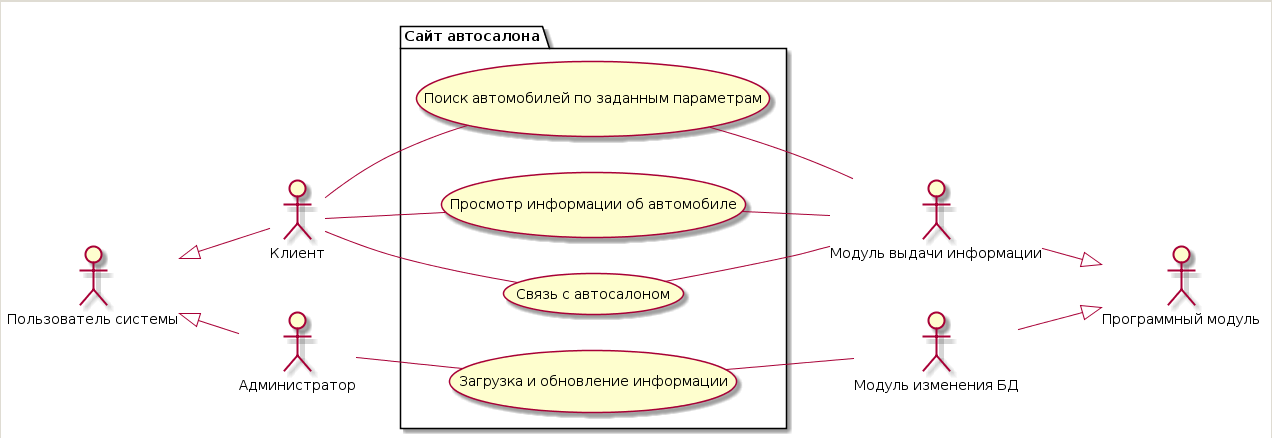 Сайт автосалона
Поиск автомобилей по заданным параметрам
Просмотр информации об автомобиле
Клиент
Модуль выдачи информации
Связь с автосалоном
Пользователь системы
Программный модуль
Загрузка и обновление информации
Администратор
Модуль изменения БД